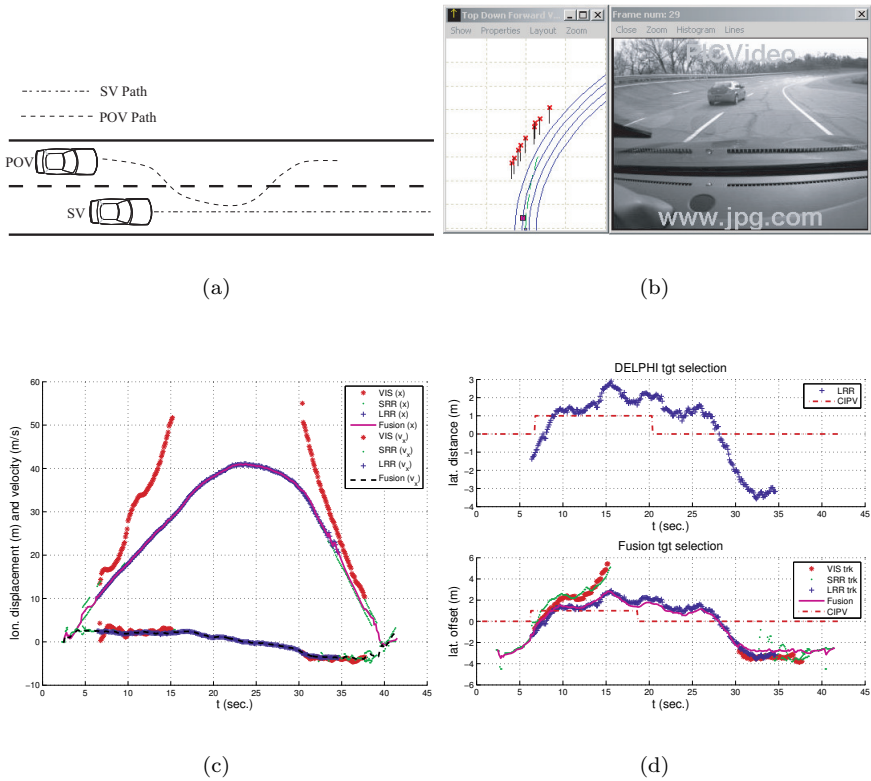 SV Path
POV Path
POV
SV
(a)
Top Down Forward V...
Show Properties Layout Zoom
Frame num: 29
Close Zoom Histogram Lines
PICVideo
www.jpg.com
(b)
60
50
40
30
20
10
0
−10
0 5 10 15 20 25 30 35 40 45
lon. displacement (m) and velocity (m/s)
t (sec.)
VIS (x)
SRR (x)
LRR (x)
Fusion (x)
VIS (vx)
SRR (vx)
LRR (vx)
Fusion (vx)
(c)
DELPHI tgt selection
3
2
1
0
−1
−2
−3
−4
0 5 10 15 20 25 30 35 40 45
lat. distance (m)
t (sec.)
LRR
CIPV
Fusion tgt selection
6
4
2
0
−2
−4
−6
0 5 10 15 20 25 30 35 40 45
lat. offset (m)
t (sec.)
VIS trk
SRR trk
LRR trk
Fusion
CIPV
(d)